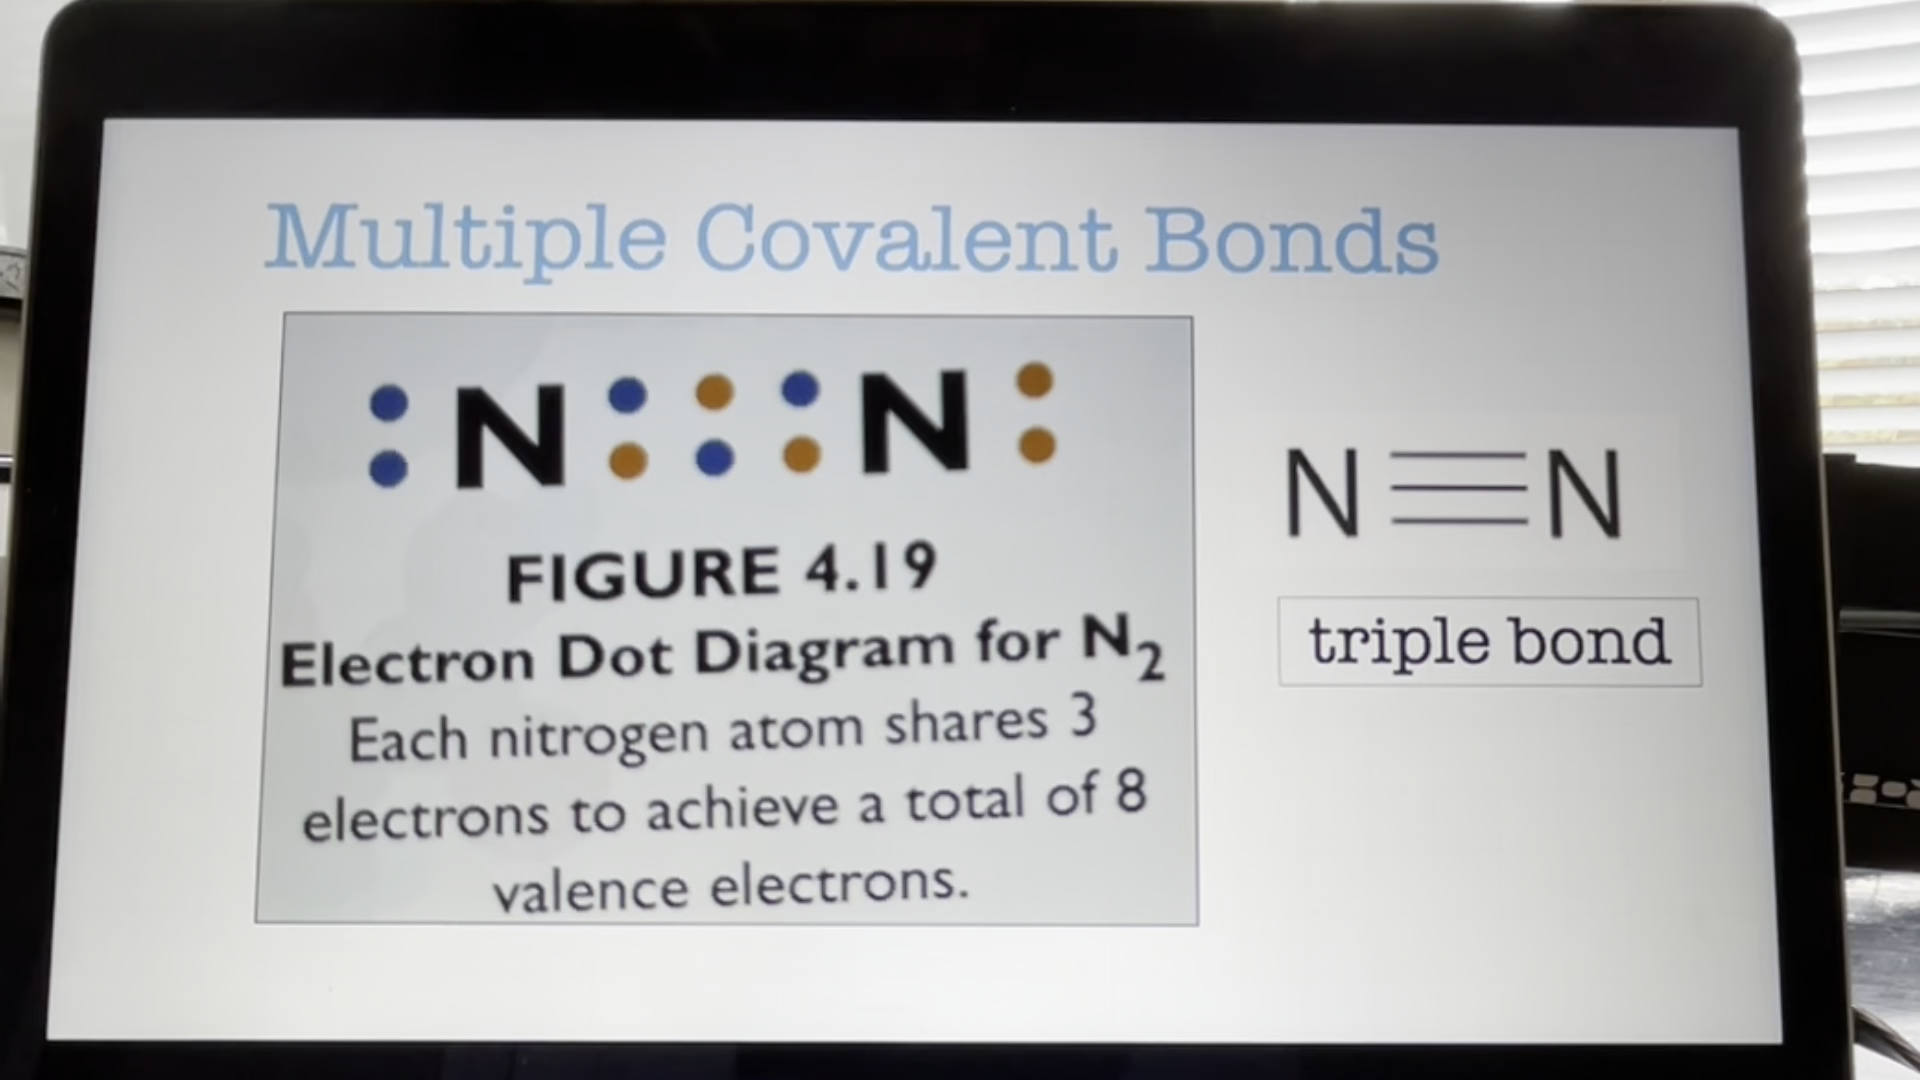 Multiple Covalent Bonds
N N
FIGURE 4.19
Electron Dot Diagram for N₂
Each nitrogen atom shares 3
electrons to achieve a total of 8
valence electrons.
N≡N
triple bond